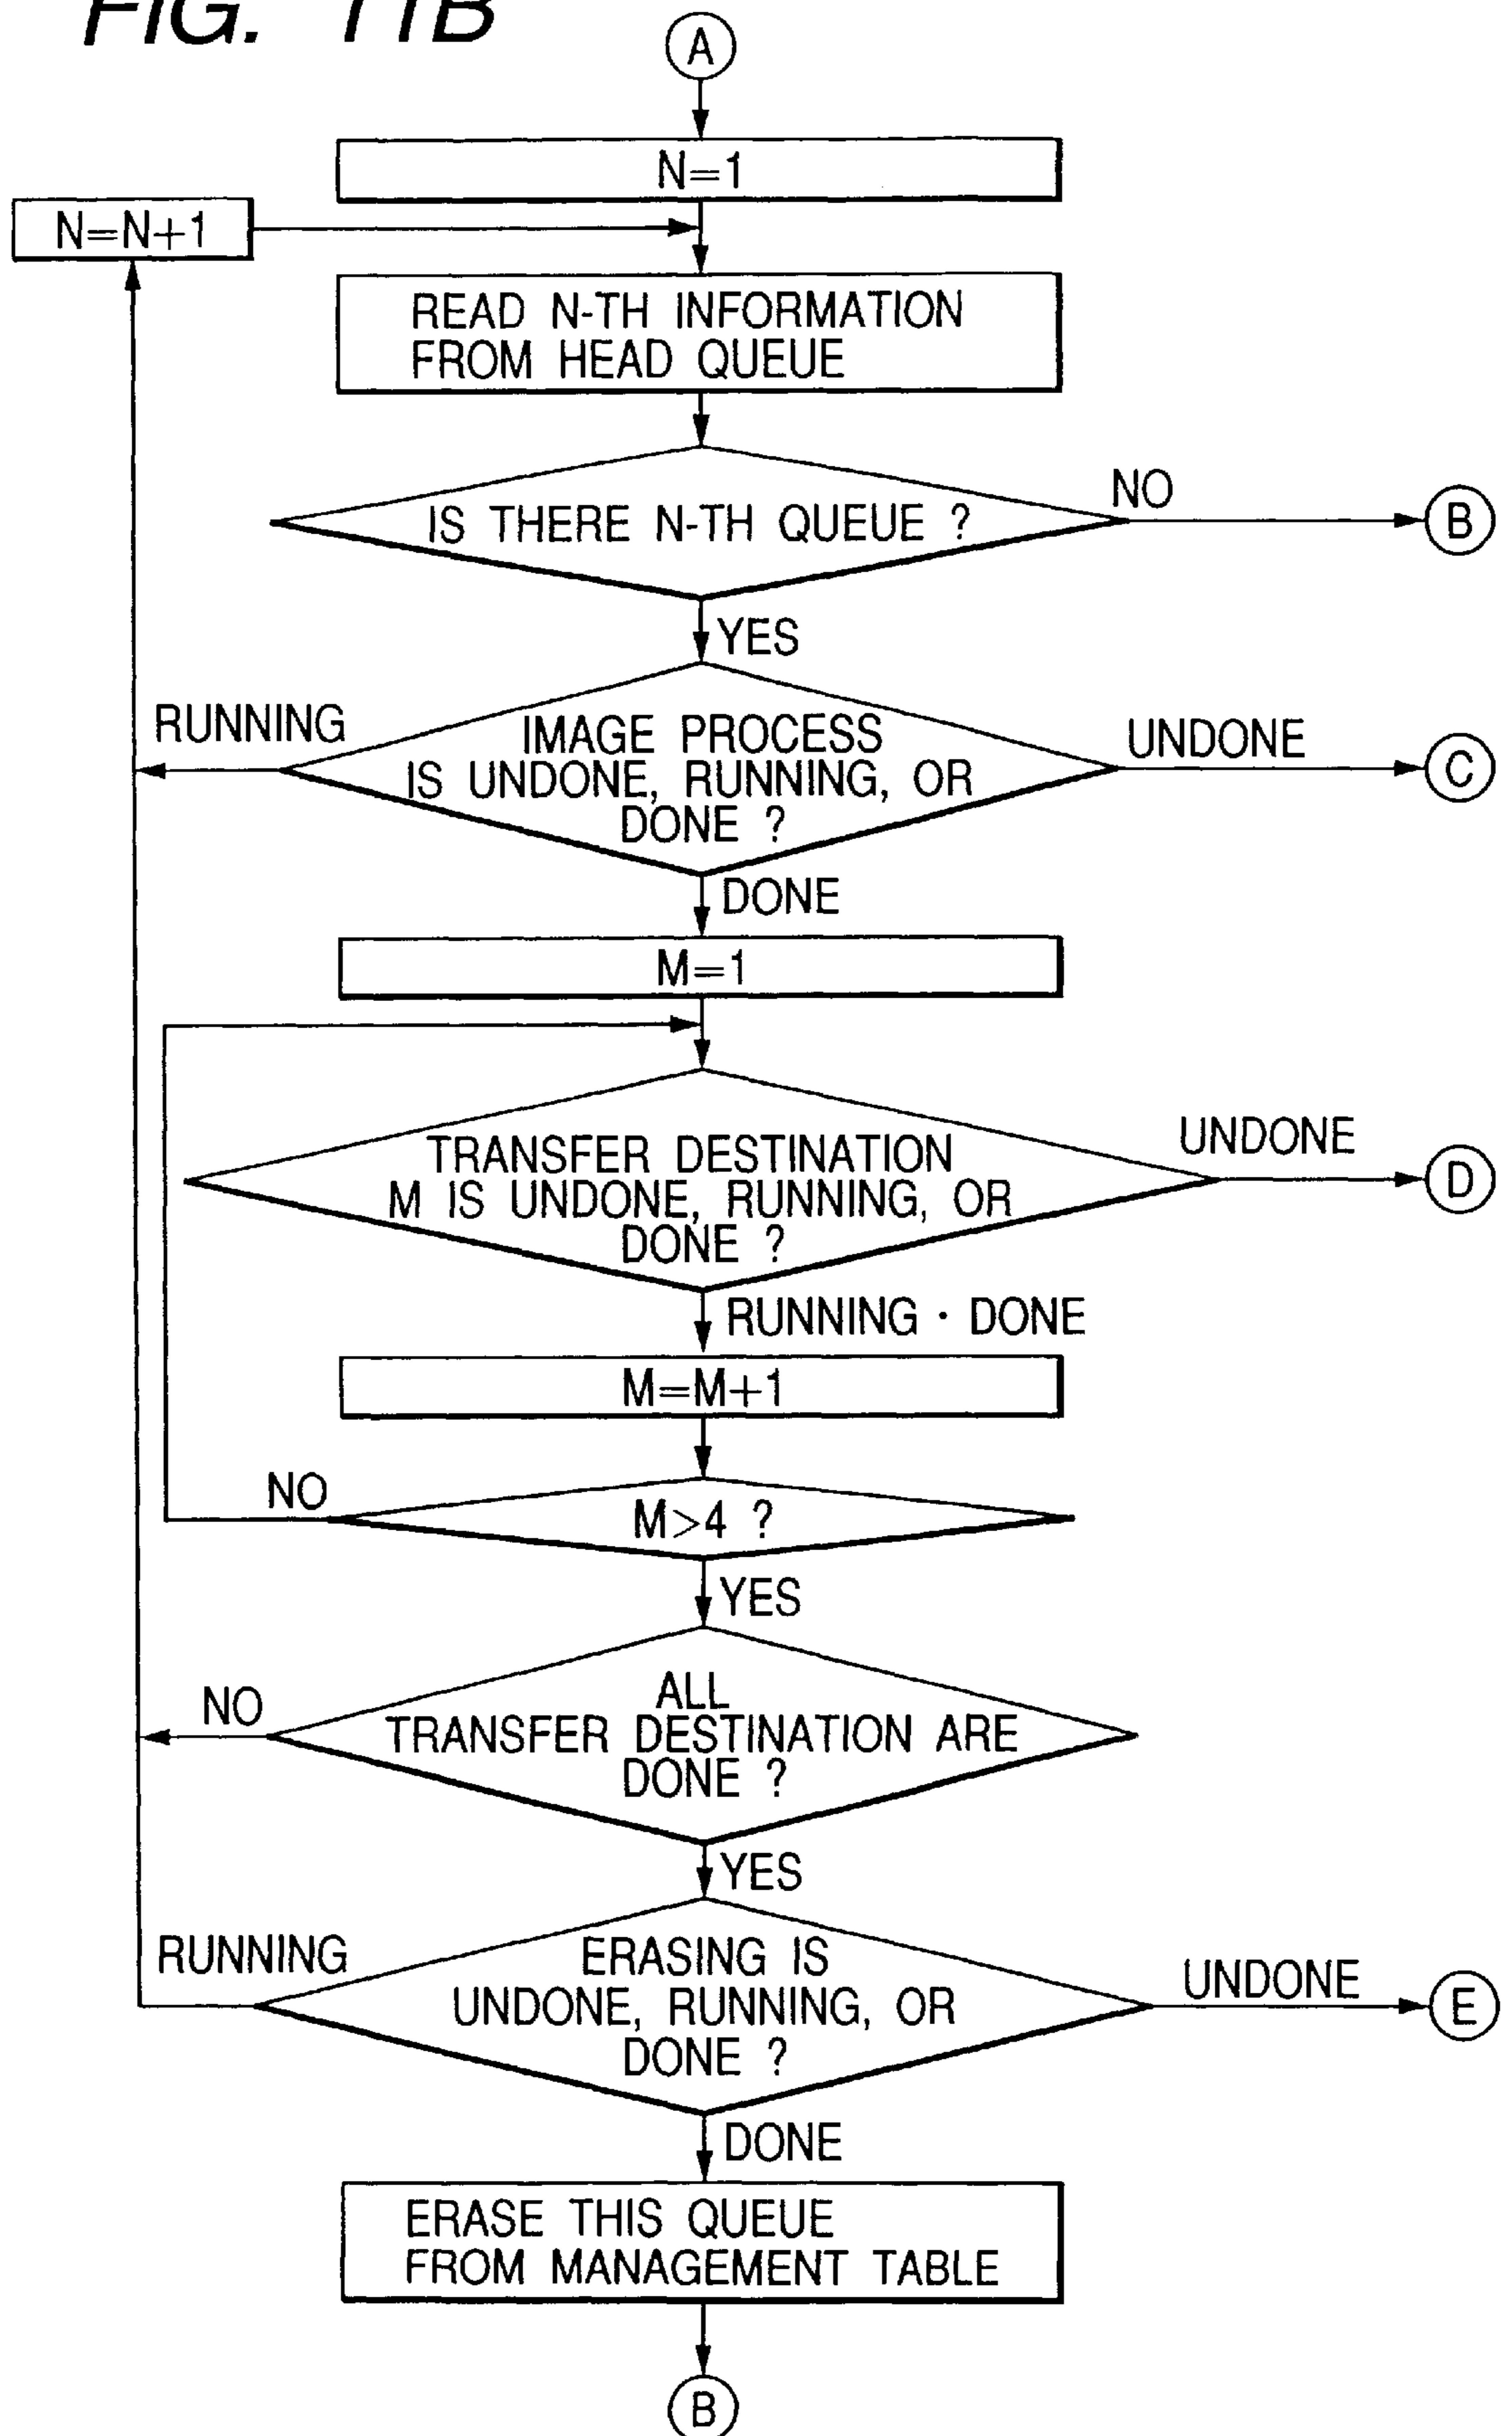 FIG. 11B
A
N=1
N=N+1
READ N-TH INFORMATION
FROM HEAD QUEUE
NO
IS THERE N-TH QUEUE ?
B
YES
RUNNING
IMAGE PROCESS
IS UNDONE, RUNNING, OR
DONE ?
UNDONE
C
DONE
M=1
UNDONE
TRANSFER DESTINATION
M IS UNDONE, RUNNING, OR
DONE ?
D
RUNNING · DONE
M=M+1
NO
M>4 ?
YES
NO
ALL
TRANSFER DESTINATION ARE
DONE ?
YES
RUNNING
ERASING IS
UNDONE, RUNNING, OR
DONE ?
UNDONE
E
DONE
ERASE THIS QUEUE
FROM MANAGEMENT TABLE
B